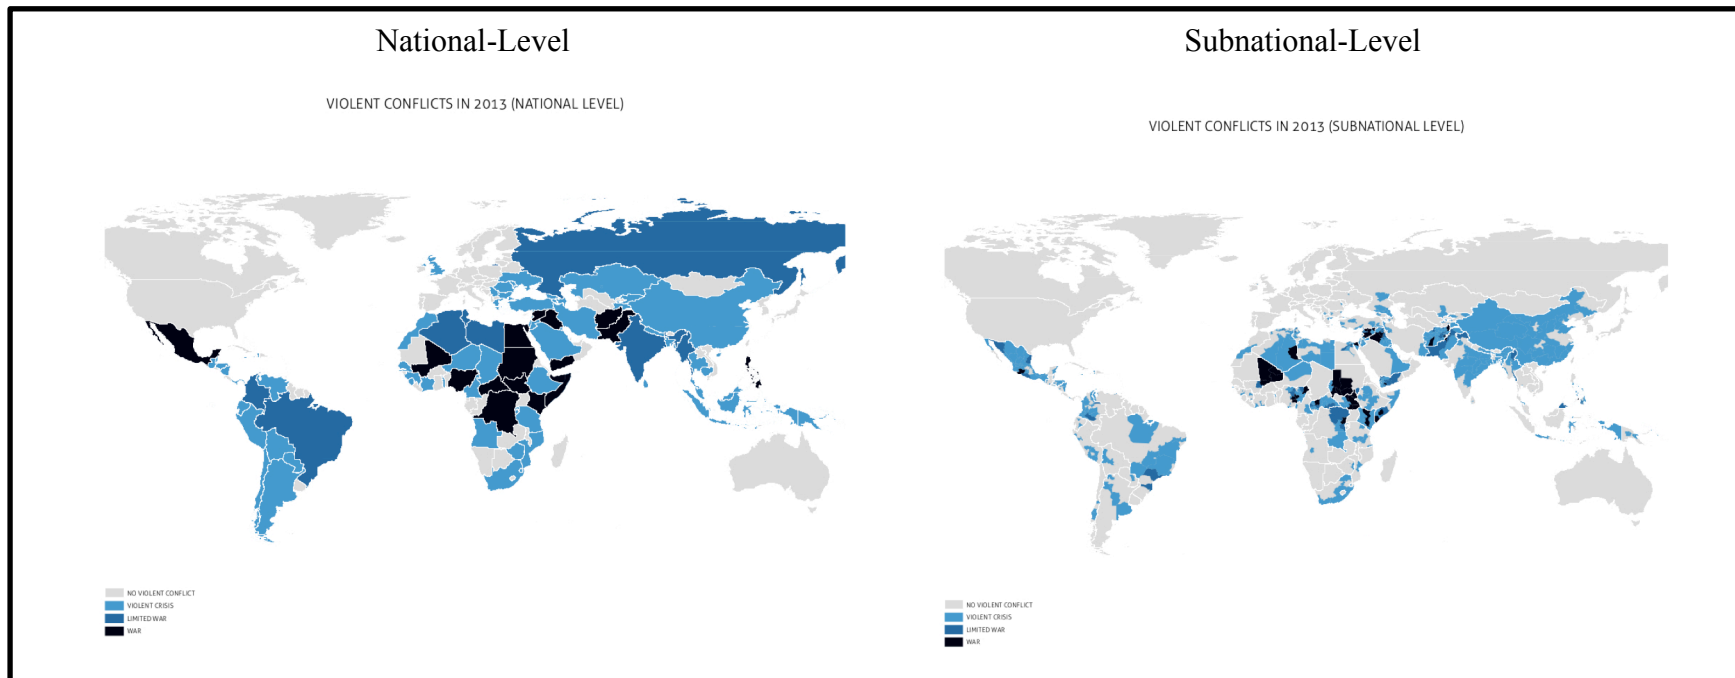 National-Level
VIOLENT CONFLICTS IN 2013 (NATIONAL LEVEL)
NO VIOLENT CONFLICT
VIOLENT CRISIS
LIMITED WAR
WAR
Subnational-Level
VIOLENT CONFLICTS IN 2013 (SUBNATIONAL LEVEL)
NO VIOLENT CONFLICT
VIOLENT CRISIS
LIMITED WAR
WAR